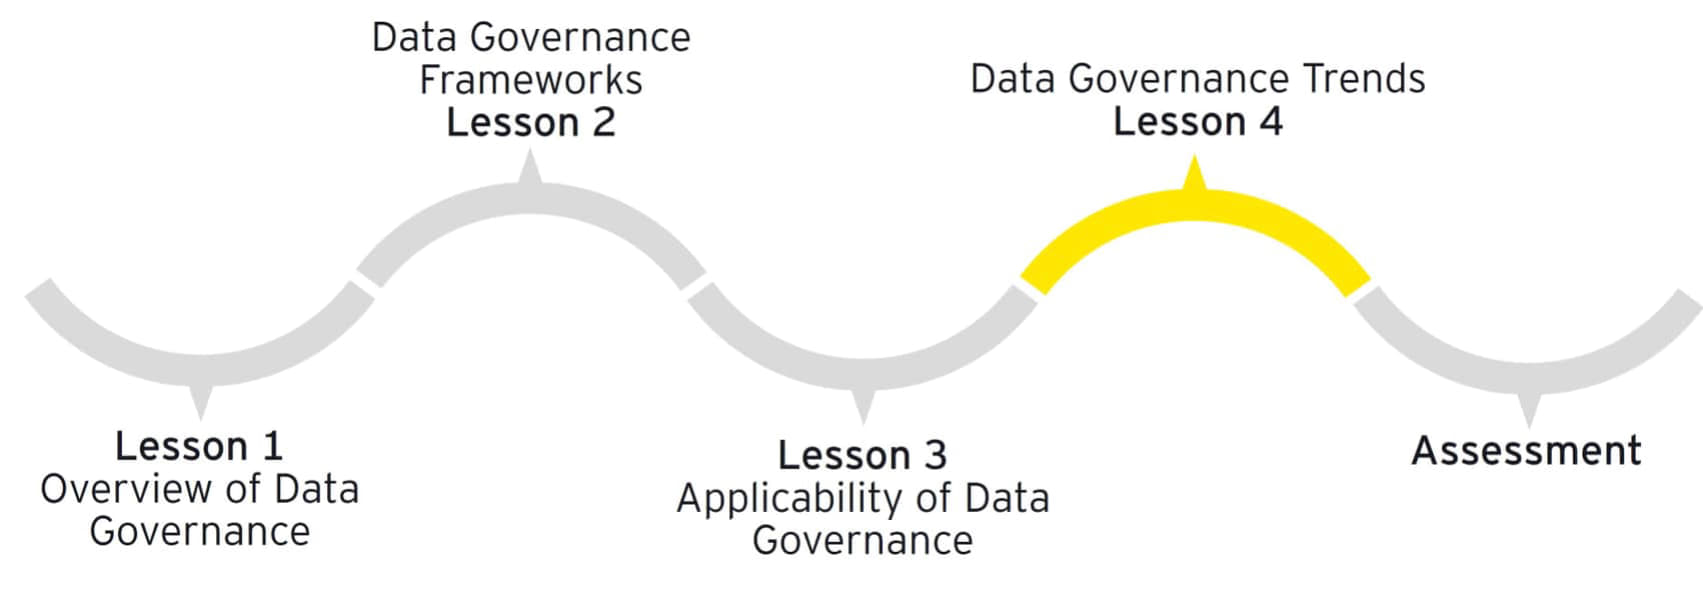 Data Governance
Frameworks
Lesson 2
Data Governance Trends
Lesson 4
Lesson 1
Overview of Data
Governance
Lesson 3
Applicability of Data
Governance
Assessment